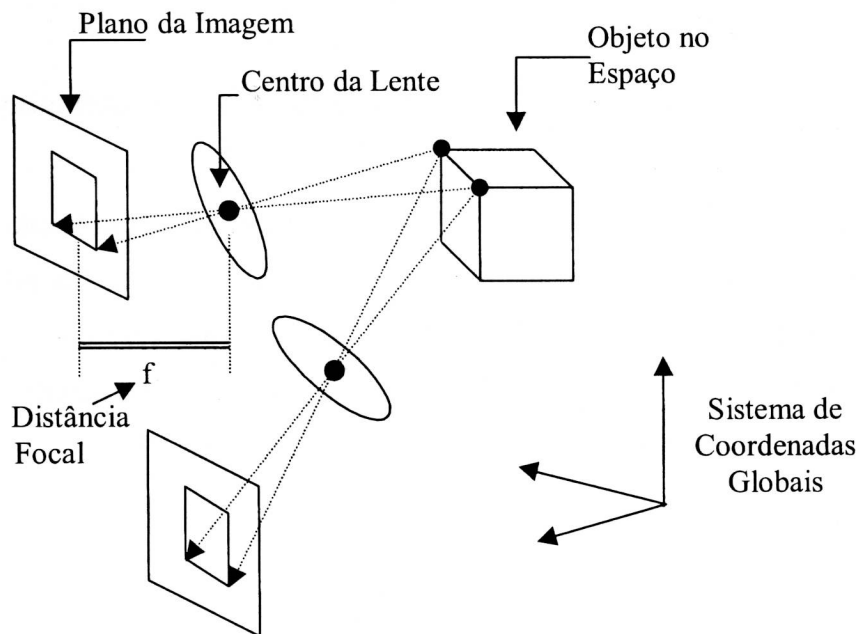 Plano da Imagem
Centro da Lente
Objeto no
Espaço
f
Distância
Focal
Sistema de
Coordenadas
Globais